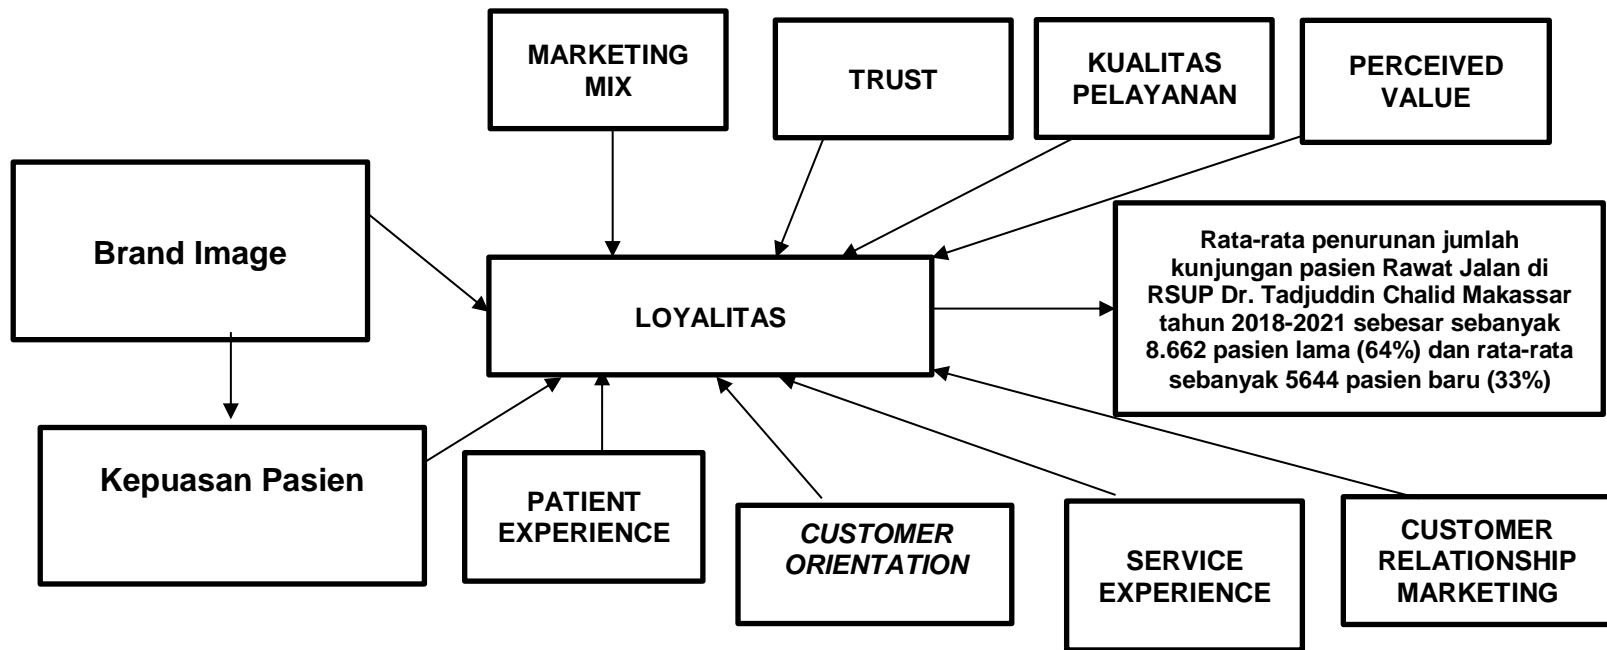 MARKETING
MIX
TRUST
KUALITAS
PELAYANAN
PERCEIVED
VALUE
Brand Image
LOYALITAS
Rata-rata penurunan jumlah
kunjungan pasien Rawat Jalan di
RSUP Dr. Tadjuddin Chalid Makassar
tahun 2018-2021 sebesar sebanyak
8.662 pasien lama (64%) dan rata-rata
sebanyak 5644 pasien baru (33%)
Kepuasan Pasien
PATIENT
EXPERIENCE
CUSTOMER
ORIENTATION
SERVICE
EXPERIENCE
CUSTOMER
RELATIONSHIP
MARKETING